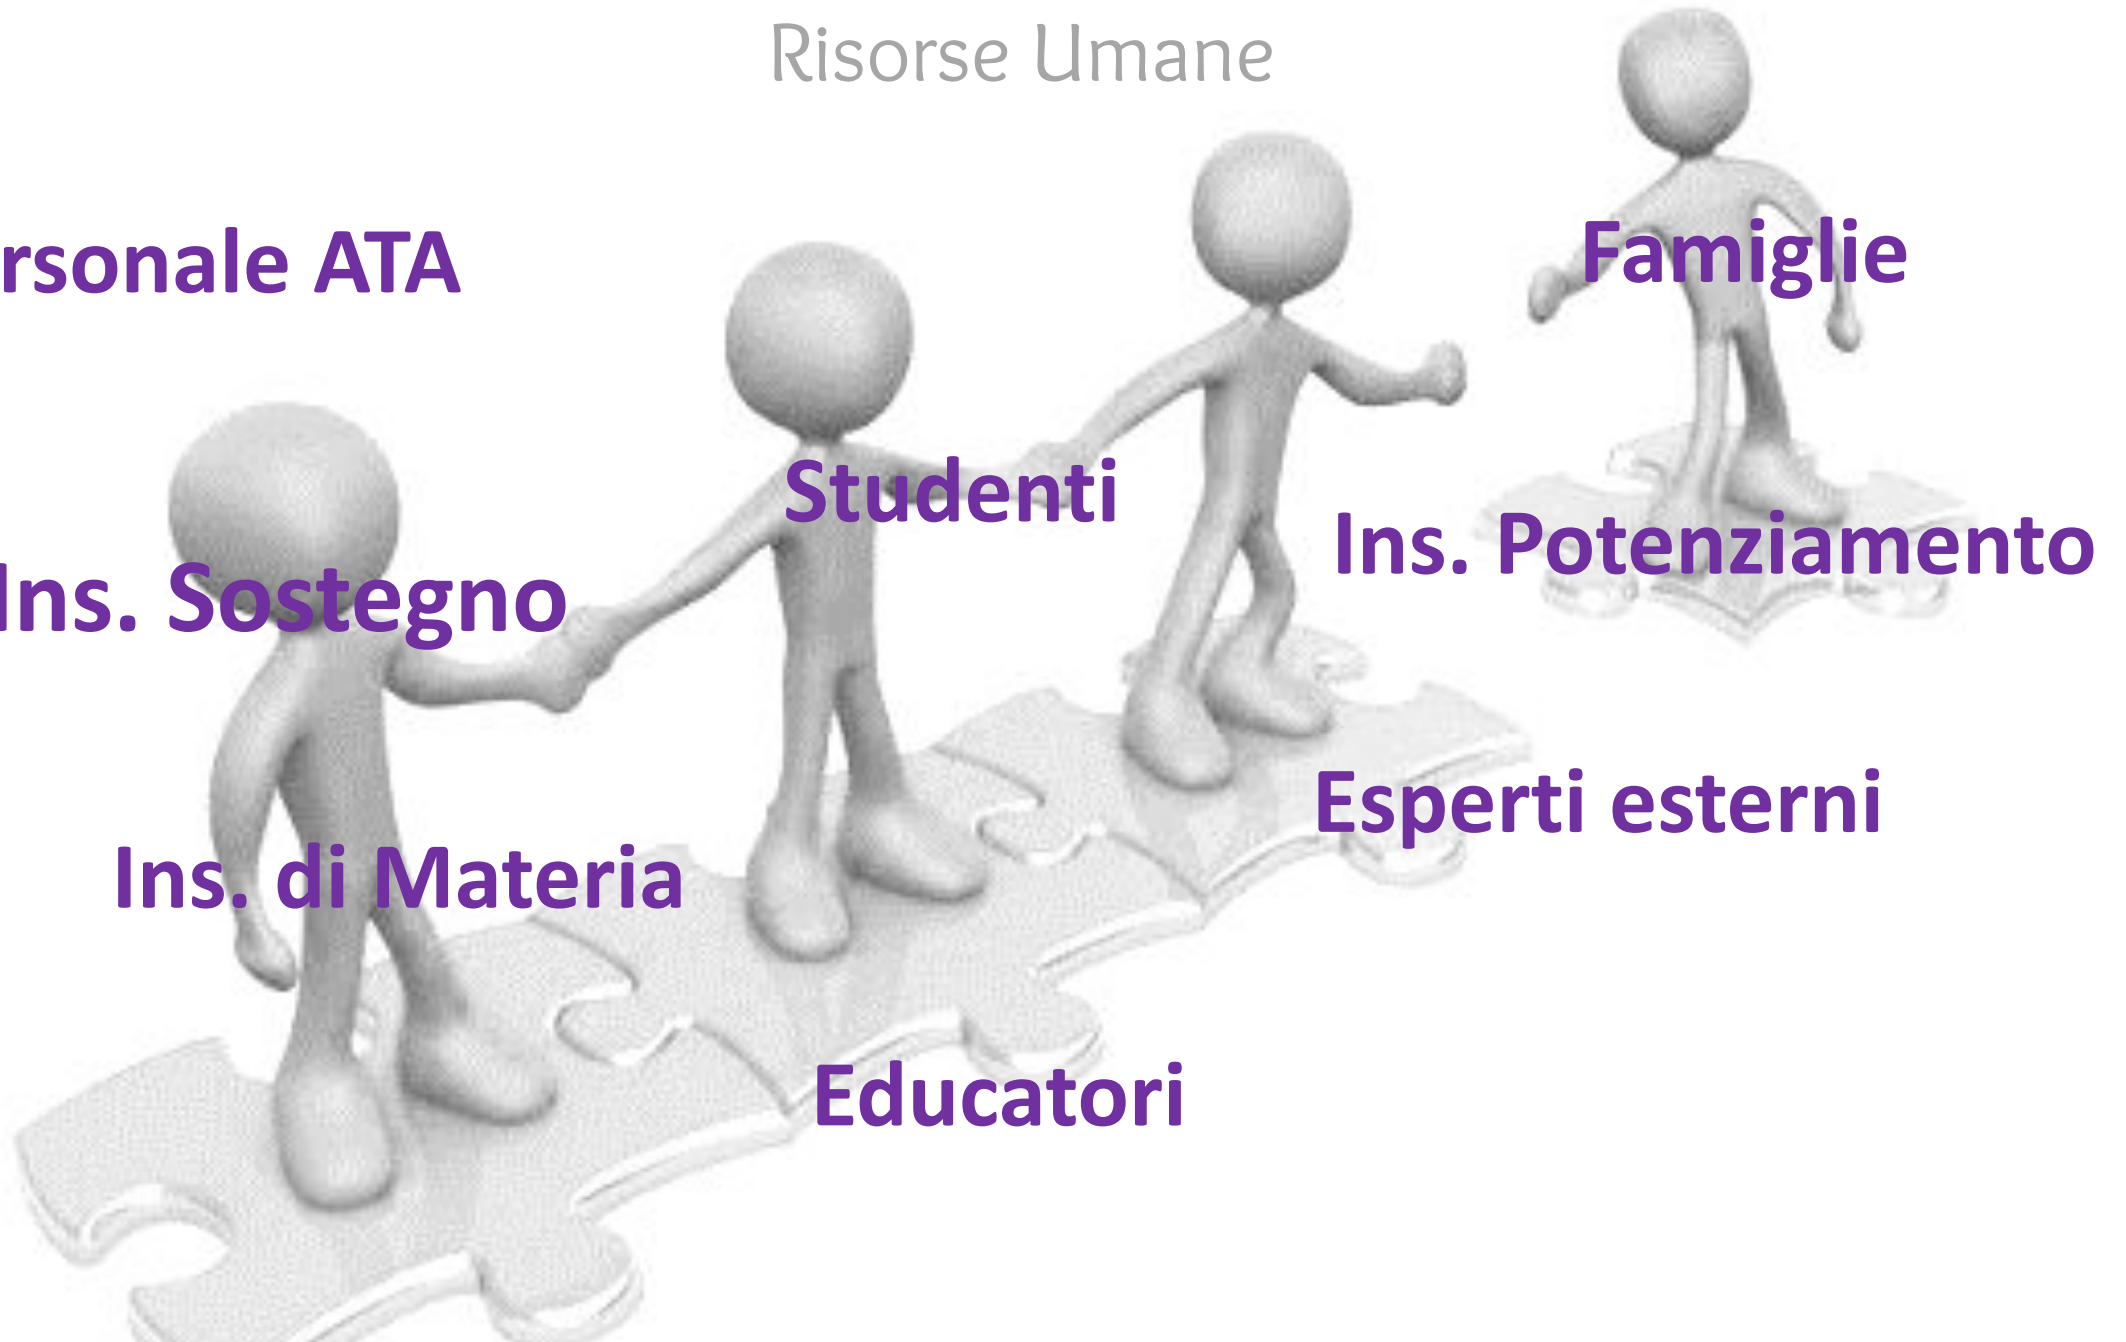 Risorse Umane
rsonale ATA
Famiglie
Studenti
Ins. Potenziamento
Ins. Sostegno
Esperti esterni
Ins. di Materia
Educatori